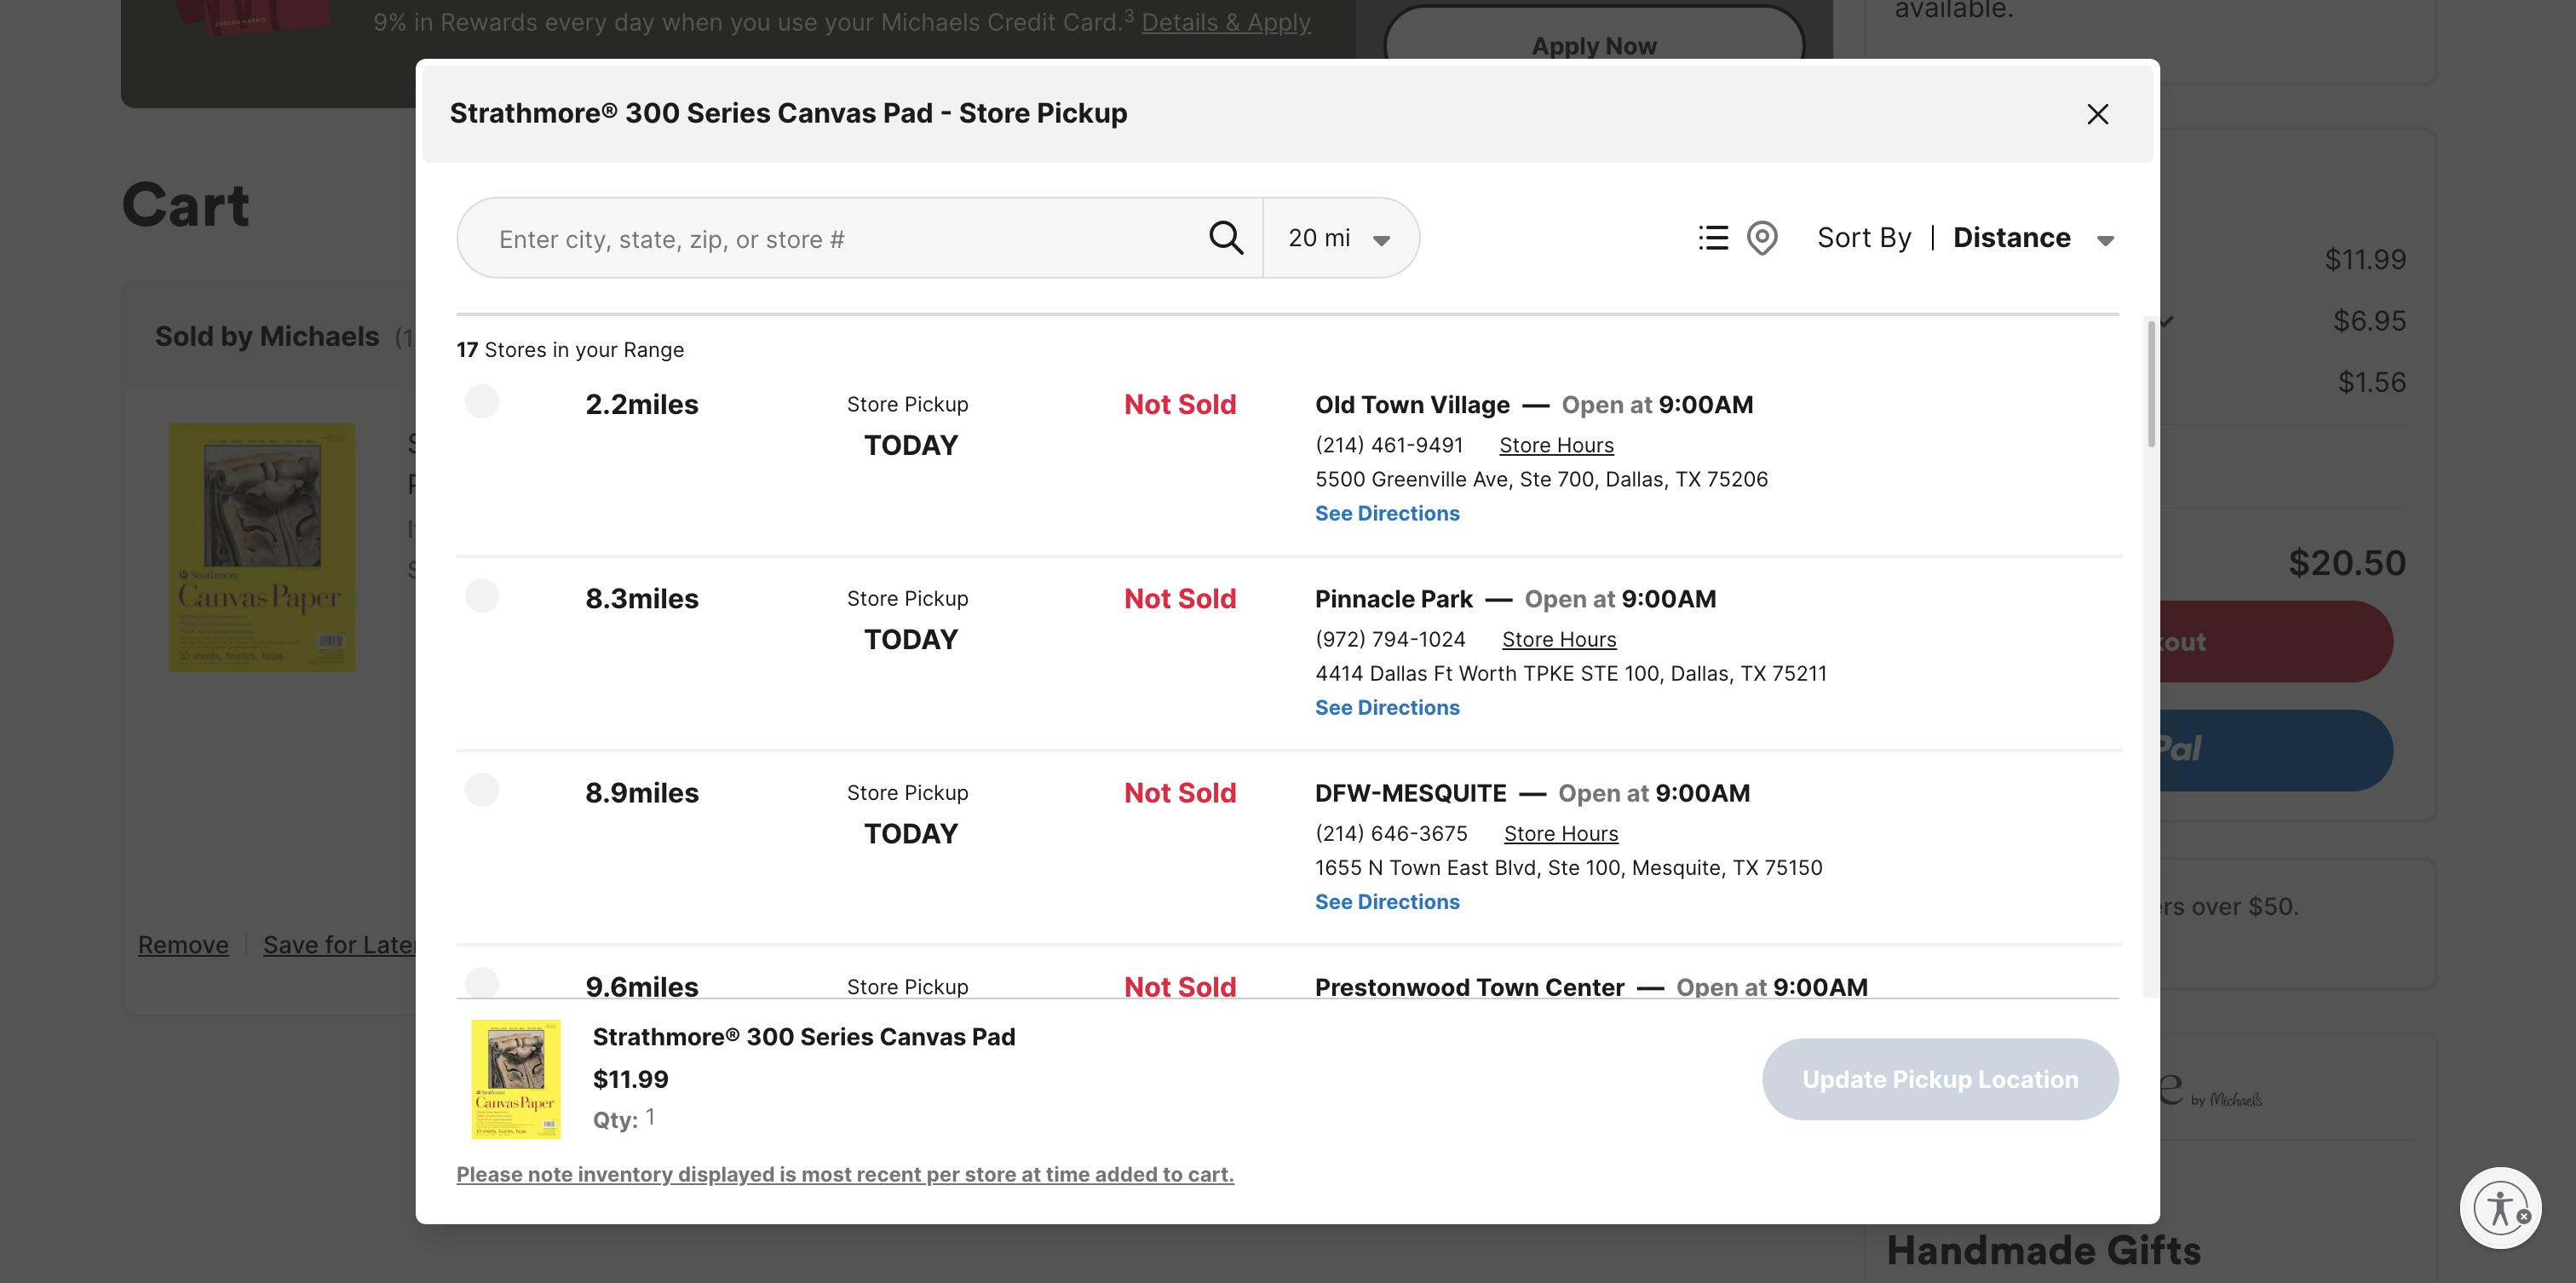 9% in Rewards every day when you use your Michaels Credit Card.3 Details & Apply
Apply Now
available.
Strathmore® 300 Series Canvas Pad - Store Pickup
Cart
Enter city, state, zip, or store #
20 mi
Sort By | Distance
$11.99
$6.95
$1.56
$20.50
Sold by Michaels (1
17 Stores in your Range
2.2miles
Store Pickup
TODAY
Not Sold
Old Town Village — Open at 9:00AM
(214) 461-9491 Store Hours
5500 Greenville Ave, Ste 700, Dallas, TX 75206
See Directions
8.3miles
Store Pickup
TODAY
Not Sold
Pinnacle Park — Open at 9:00AM
(972) 794-1024 Store Hours
4414 Dallas Ft Worth TPKE STE 100, Dallas, TX 75211
See Directions
8.9miles
Store Pickup
TODAY
Not Sold
DFW-MESQUITE — Open at 9:00AM
(214) 646-3675 Store Hours
1655 N Town East Blvd, Ste 100, Mesquite, TX 75150
See Directions
9.6miles
Store Pickup
Not Sold
Prestonwood Town Center — Open at 9:00AM
Strathmore
Canvas Paper
10 sheets, feuilles, hojas
Remove
Save for Later
kout
Pal
ers over $50.
Strathmore® 300 Series Canvas Pad
$11.99
Qty: 1
Canvas Paper
Update Pickup Location
Please note inventory displayed is most recent per store at time added to cart.
e by Michaels
Handmade Gifts